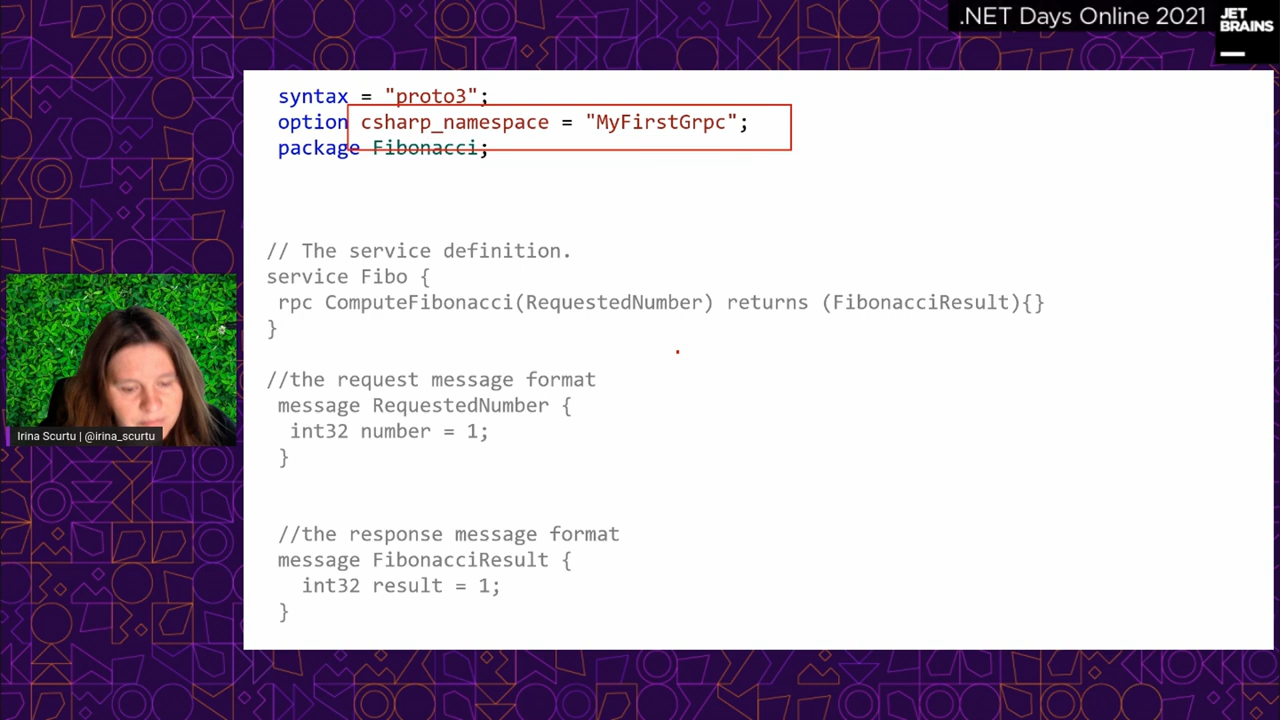 .NET Days Online 2021
JET
BRAINS
syntax = "proto3";
option csharp_namespace = "MyFirstGrpc";
package Fibonacci;
// The service definition.
service Fibo {
rpc ComputeFibonacci(RequestedNumber) returns (FibonacciResult){}
}
//the request message format
message RequestedNumber {
int32 number = 1;
}
//the response message format
message FibonacciResult {
int32 result = 1;
}
Irina Scurtu | @irina_scurtu